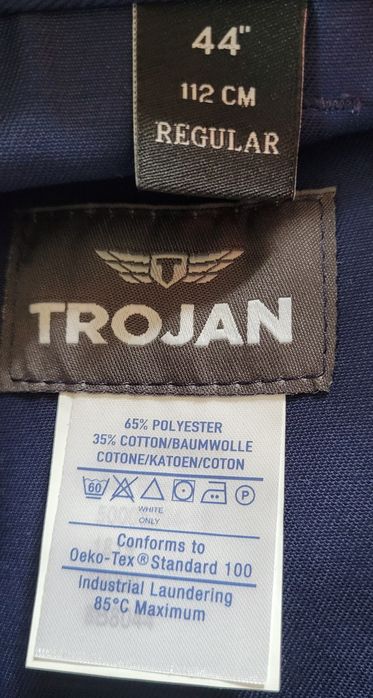 44"
112 CM
REGULAR
T
TROJAN
65% POLYESTER
35% COTTON/BAUMWOLLE
COTONE/KATOEN/COTON
60 P
WHITE
ONLY
Conforms to
Oeko-Tex® Standard 100
Industrial Laundering
85°C Maximum